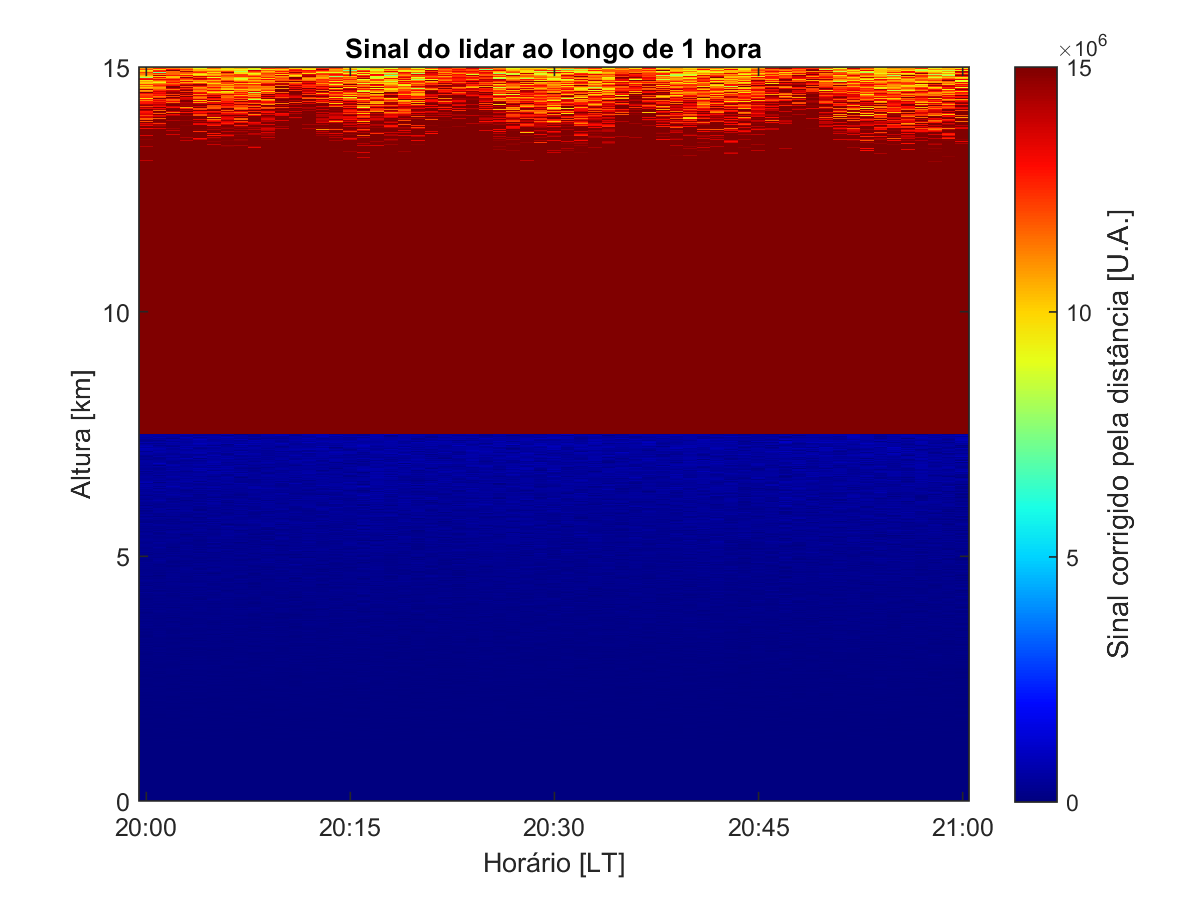 Sinal do lidar ao longo de 1 hora
×10^6
15
10
5
0
Altura [km]
20:00 20:15 20:30 20:45 21:00
Horário [LT]
15
10
5
0
Sinal corrigido pela distância [U.A.]